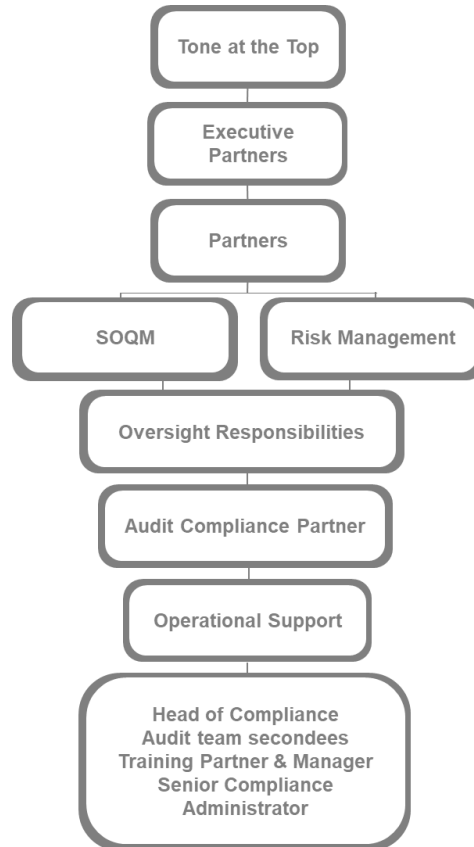 Tone at the Top
Executive
Partners
Partners
SOQM
Risk Management
Oversight Responsibilities
Audit Compliance Partner
Operational Support
Head of Compliance
Audit team secondees
Training Partner & Manager
Senior Compliance
Administrator